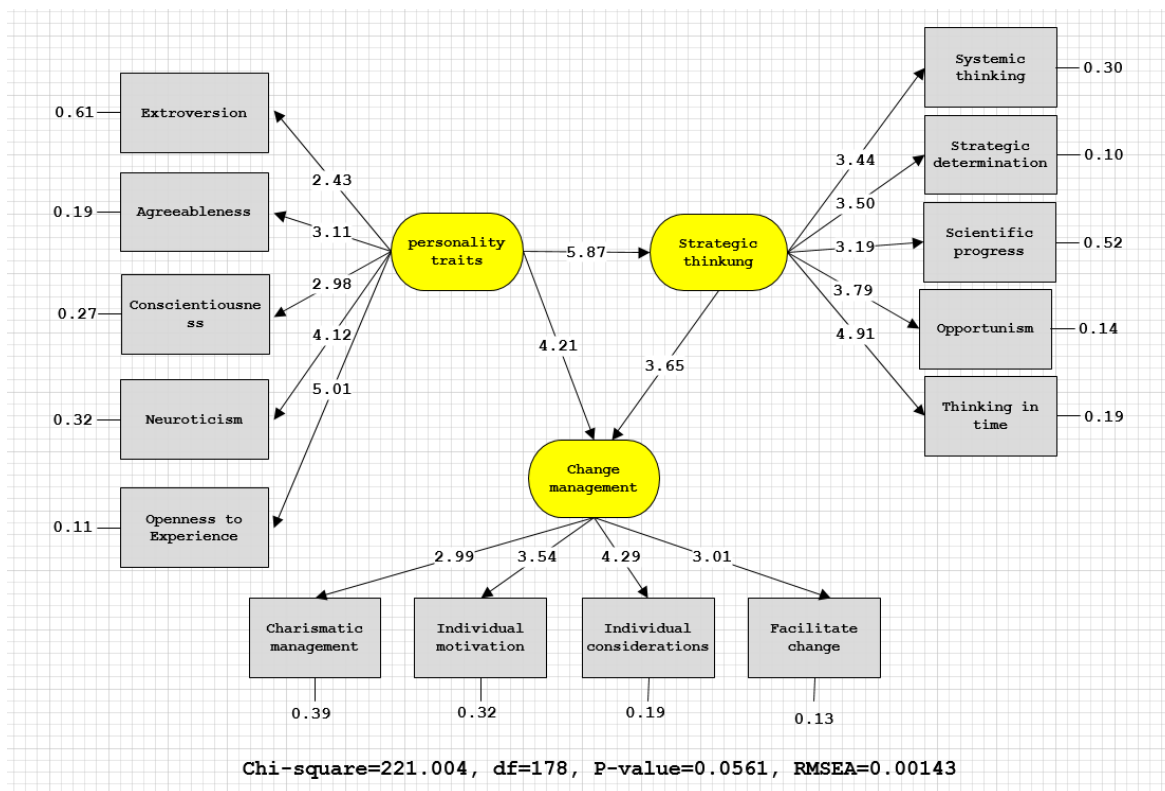 0.61
Extroversion
0.19
Agreeableness
0.27
Conscientiousne
ss
0.32
Neuroticism
0.11
Openness to
Experience
2.43
3.11
2.98
4.12
5.01
personality
traits
5.87
4.21
Strategic
thinkung
3.65
3.44
3.50
3.19
3.79
4.91
Systemic
thinking
0.30
Strategic
determination
0.10
Scientific
progress
0.52
Opportunism
0.14
Thinking in
time
0.19
Change
management
2.99
3.54
4.29
3.01
Charismatic
management
Individual
motivation
Individual
considerations
Facilitate
change
0.39
0.32
0.19
0.13
Chi-square=221.004, df=178, P-value=0.0561, RMSEA=0.00143